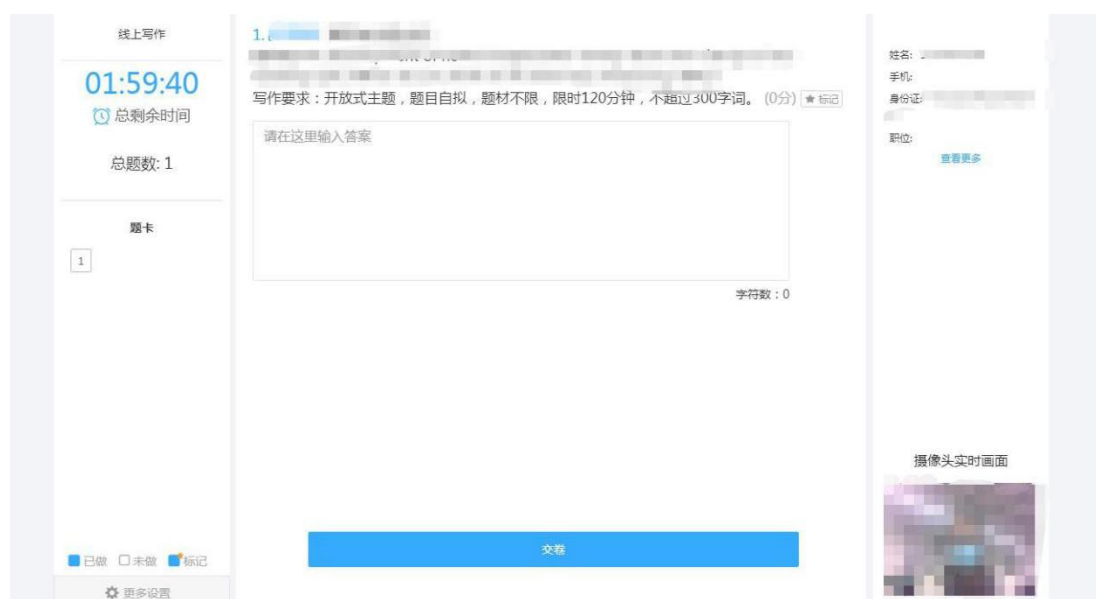 线上写作
01:59:40
总剩余时间
总题数: 1
题卡
1
已做 未做 标记
更多设置
1.
写作要求：开放式主题，题目自拟，题材不限，限时120分钟，不超过300字词。 (0分) ★ 标记
请在这里输入答案
字符数：0
交卷
姓名:
手机:
身份证:
职位:
查看更多
摄像头实时画面